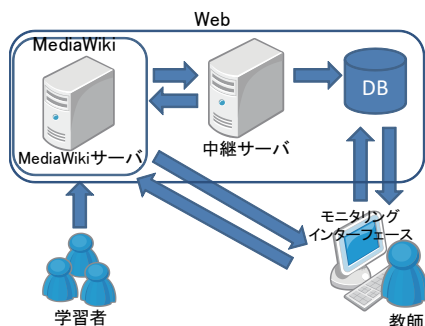 Web
MediaWiki
DB
MediaWikiサーバ
中継サーバ
モニタリング
インターフェース
学習者
教師